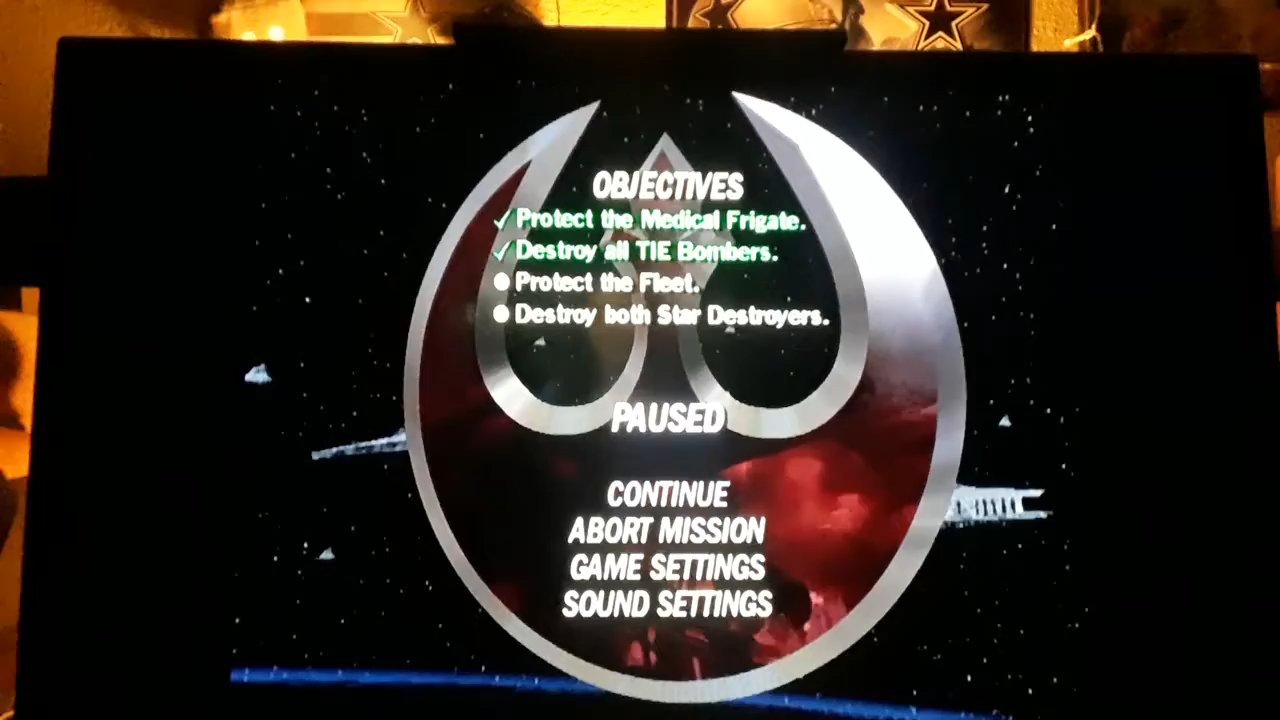 OBJECTIVES
✓ Protect the Medical Frigate.
✓ Destroy all TIE Bombers.
● Protect the Fleet.
● Destroy both Star Destroyers.
PAUSED
CONTINUE
ABORT MISSION
GAME SETTINGS
SOUND SETTINGS